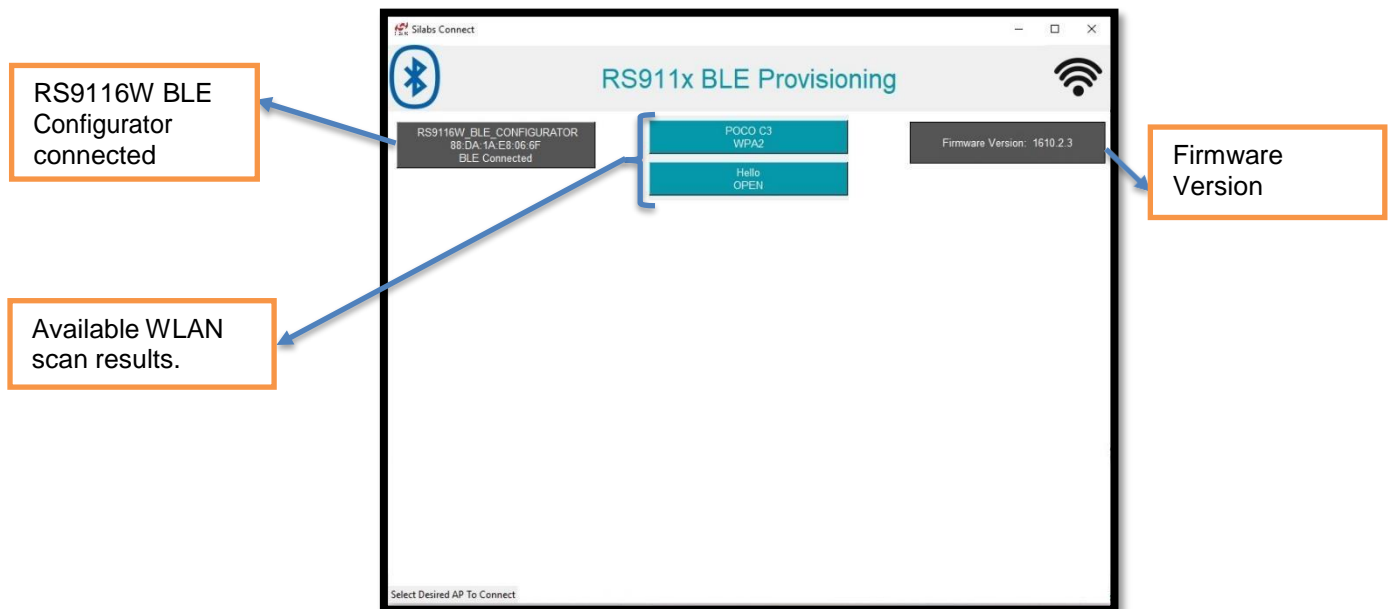 Silabs Connect
RS911x BLE Provisioning
RS9116W BLE
Configurator
connected
RS9116W_BLE_CONFIGURATOR
88:DA:1A:E8:06:6F
BLE Connected
POCO C3
WPA2
Hello
OPEN
Firmware Version: 1610.2.3
Firmware
Version
Available WLAN
scan results.
Select Desired AP To Connect